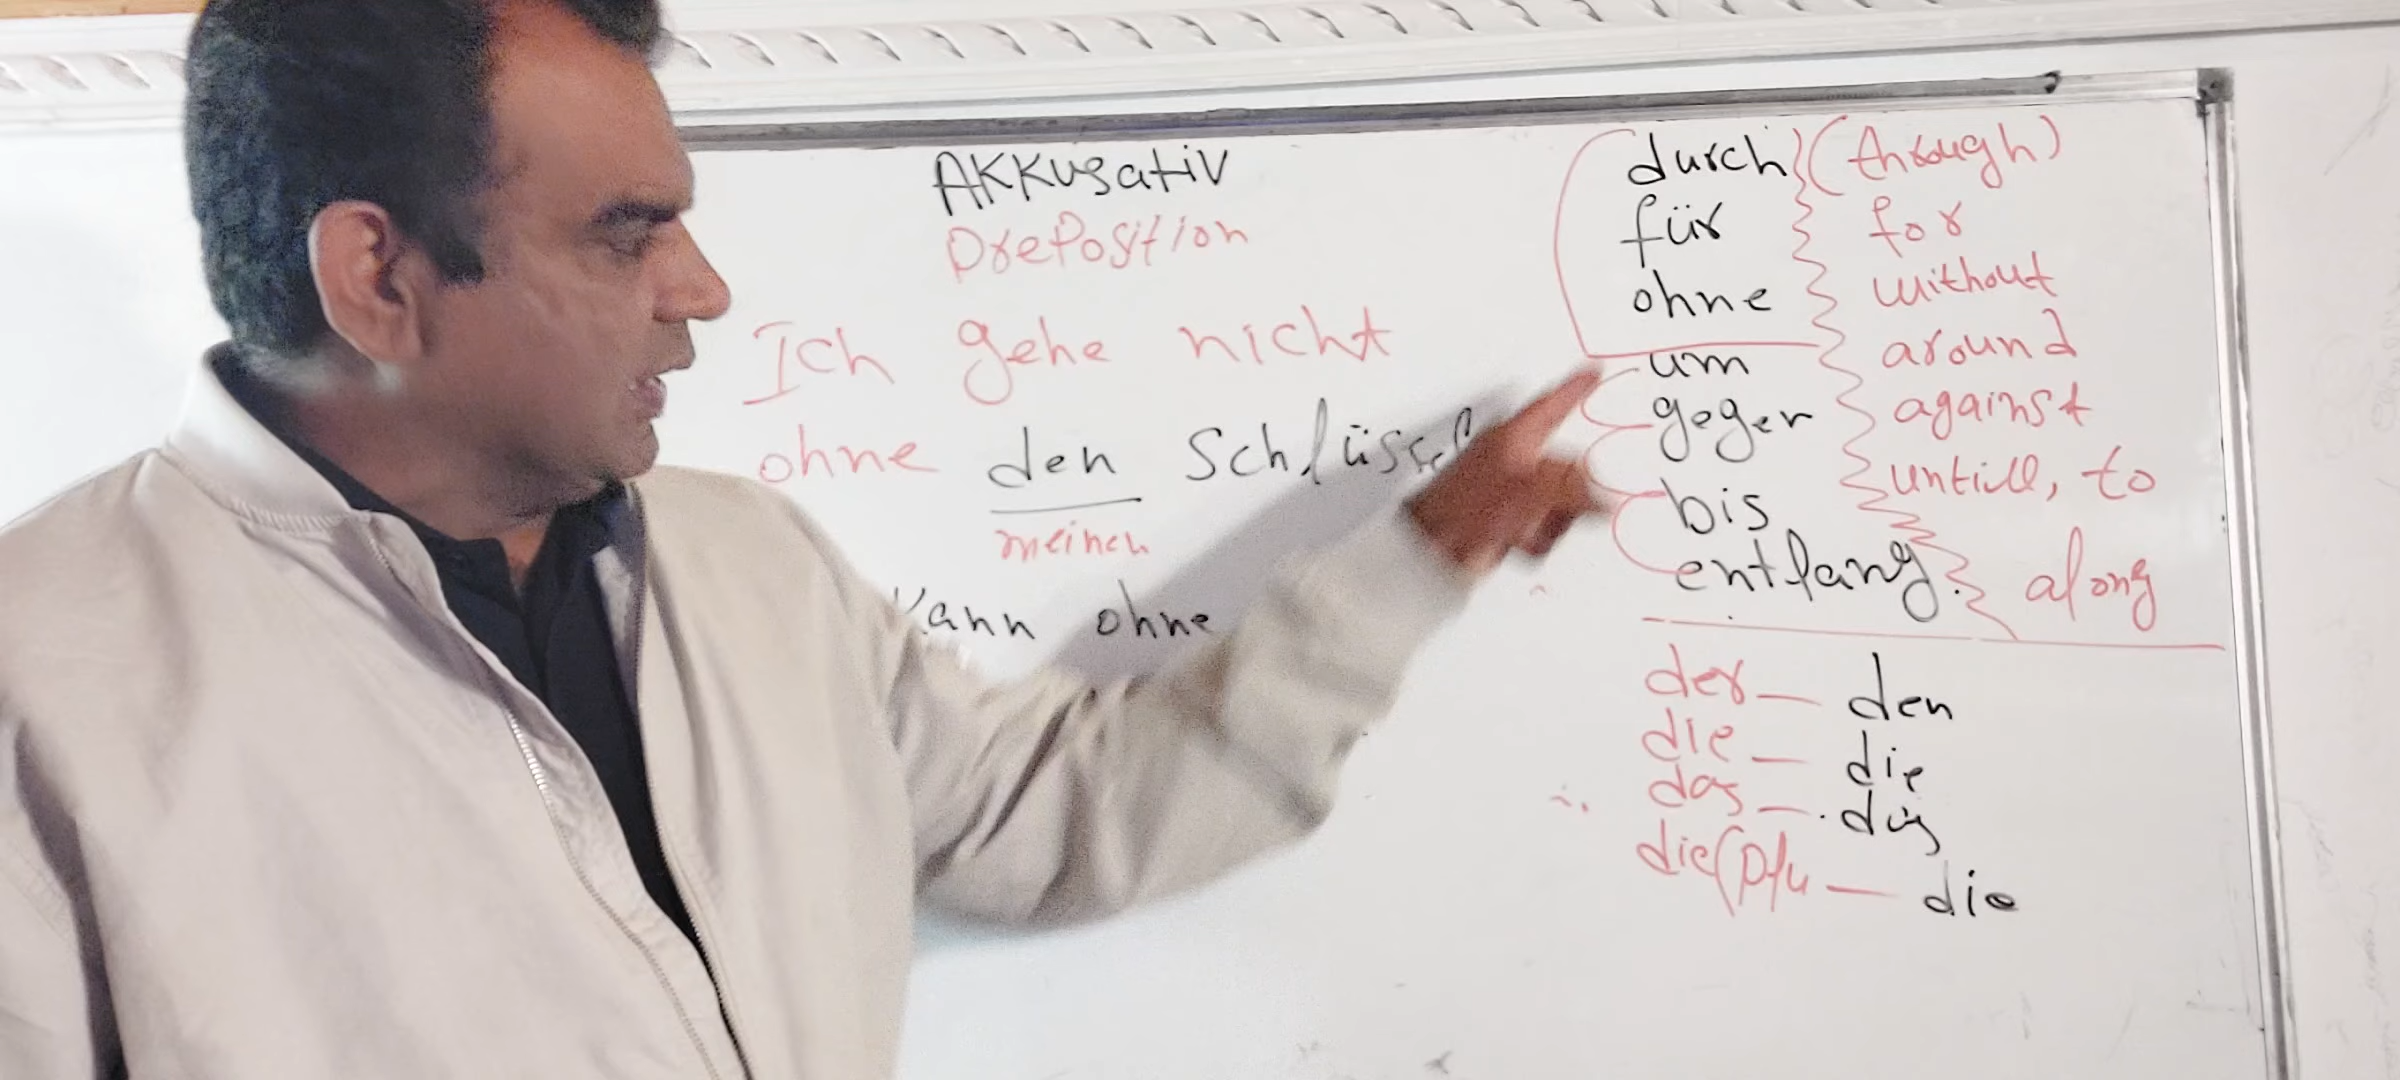 AKKUsativ
PrePosition
Ich gehe nicht
ohne den Schlüssel
meinen
kann ohne
durch (through)
für for
ohne without
um around
gegen against
bis untill, to
entlang along
der — den
die — die
das — das
die (Plu — die